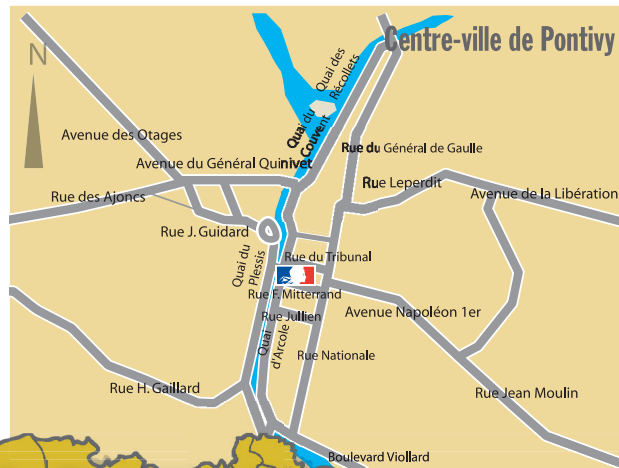 Centre-ville de Pontivy
N
Quai des
Récollets
Quai du
Couvent
Avenue des Otages
Rue du Général de Gaulle
Avenue du Général Quinivet
Rue Leperdit
Rue des Ajoncs
Avenue de la Libération
Rue J. Guidard
Quai du
Plessis
Rue du Tribunal
Rue F. Mitterrand
Rue Jullien
Avenue Napoléon 1er
Quai
d'Arcole
Rue Nationale
Rue H. Gaillard
Rue Jean Moulin
Boulevard Viollard